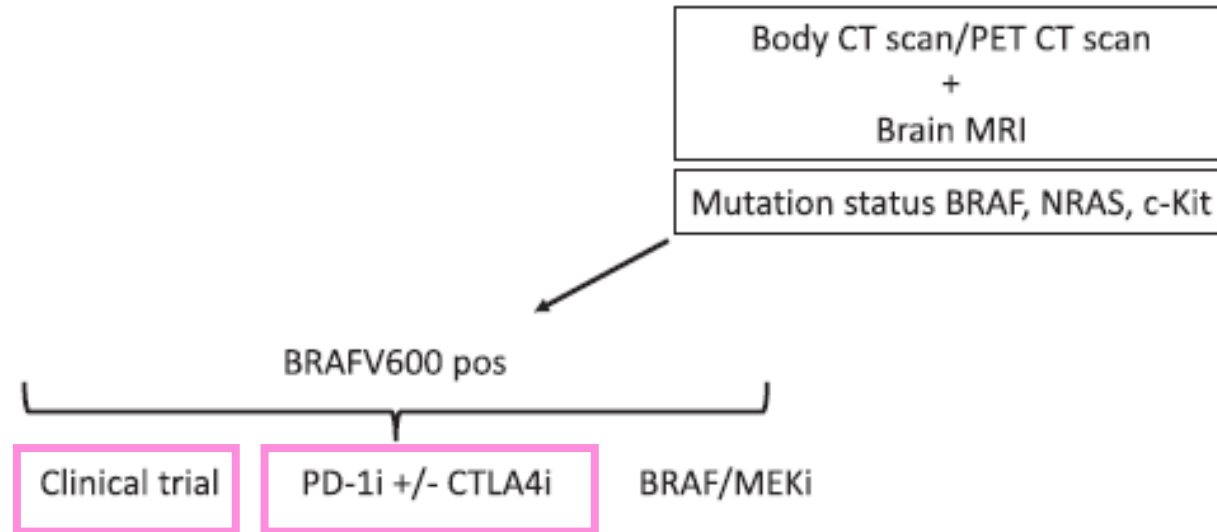 Body CT scan/PET CT scan
+
Brain MRI
Mutation status BRAF, NRAS, c-Kit
BRAFV600 pos
Clinical trial
PD-1i +/- CTLA4i
BRAF/MEKi